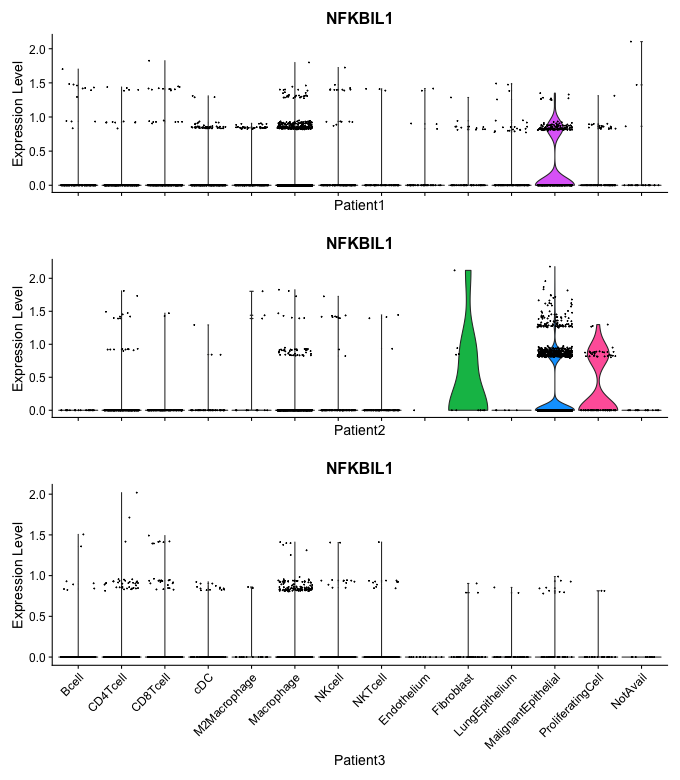 NFKBIL1
Expression Level
2.0
1.5
1.0
0.5
0.0
Patient1
NFKBIL1
Expression Level
2.0
1.5
1.0
0.5
0.0
Patient2
NFKBIL1
Expression Level
2.0
1.5
1.0
0.5
0.0
Bcell
CD4Tcell
CD8Tcell
cDC
M2Macrophage
Macrophage
NKcell
NKTcell
Endothelium
Fibroblast
LungEpithelium
MalignantEpithelial
ProliferatingCell
NotAvail
Patient3